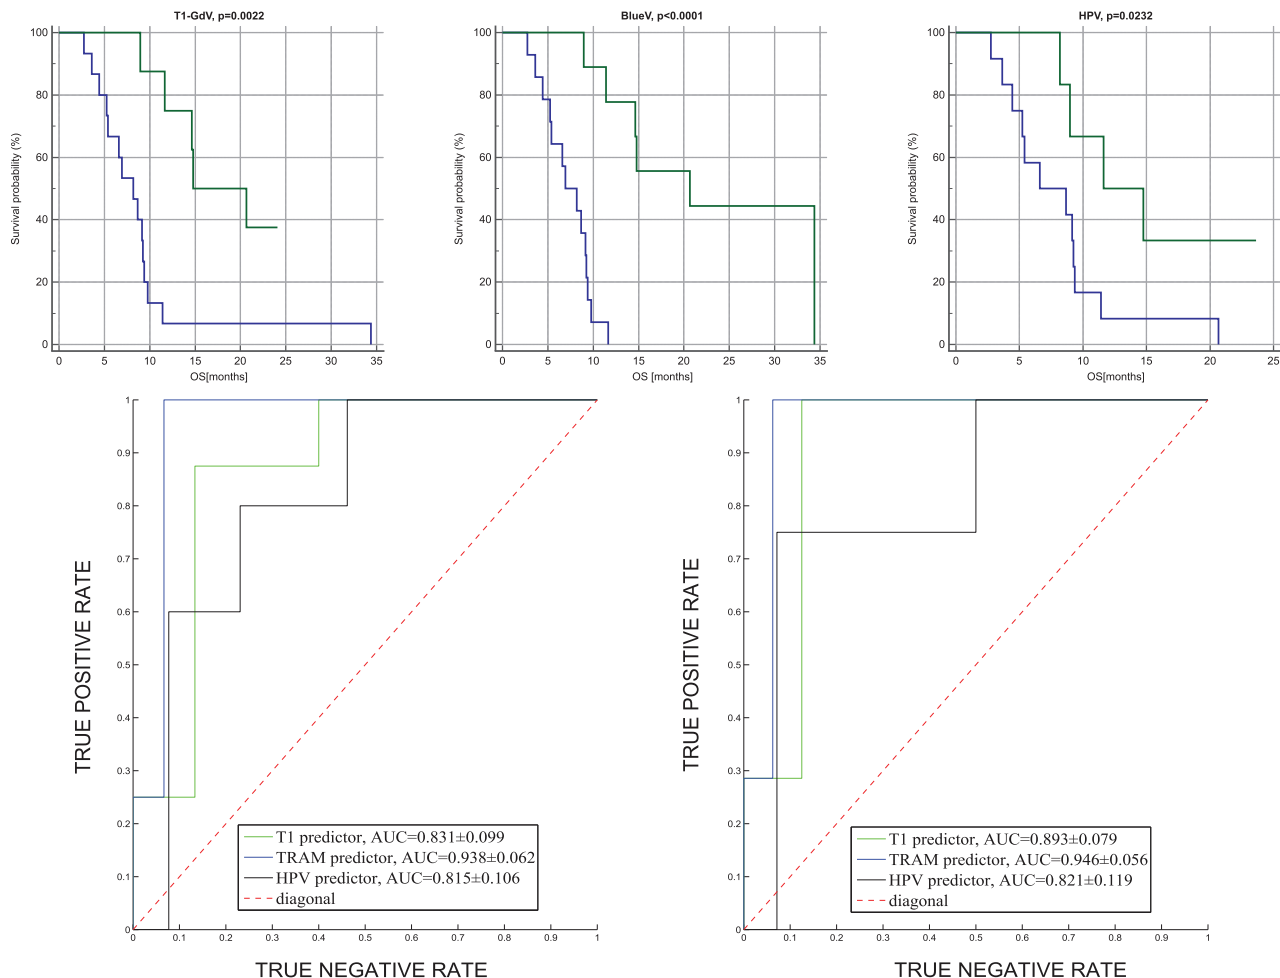 T1-GdV, p=0.0022
100
80
60
40
20
0
Survival probability (%)
0 5 10 15 20 25 30 35
OS[months]
BlueV, p<0.0001
100
80
60
40
20
0
Survival probability (%)
0 5 10 15 20 25 30 35
OS [months]
HPV, p=0.0232
100
80
60
40
20
0
Survival probability (%)
0 5 10 15 20 25
OS[months]
1
0.9
0.8
0.7
0.6
0.5
0.4
0.3
0.2
0.1
0
TRUE POSITIVE RATE
T1 predictor, AUC=0.831±0.099
TRAM predictor, AUC=0.938±0.062
HPV predictor, AUC=0.815±0.106
diagonal
0 0.1 0.2 0.3 0.4 0.5 0.6 0.7 0.8 0.9 1
TRUE NEGATIVE RATE
1
0.9
0.8
0.7
0.6
0.5
0.4
0.3
0.2
0.1
0
TRUE POSITIVE RATE
T1 predictor, AUC=0.893±0.079
TRAM predictor, AUC=0.946±0.056
HPV predictor, AUC=0.821±0.119
diagonal
0 0.1 0.2 0.3 0.4 0.5 0.6 0.7 0.8 0.9 1
TRUE NEGATIVE RATE